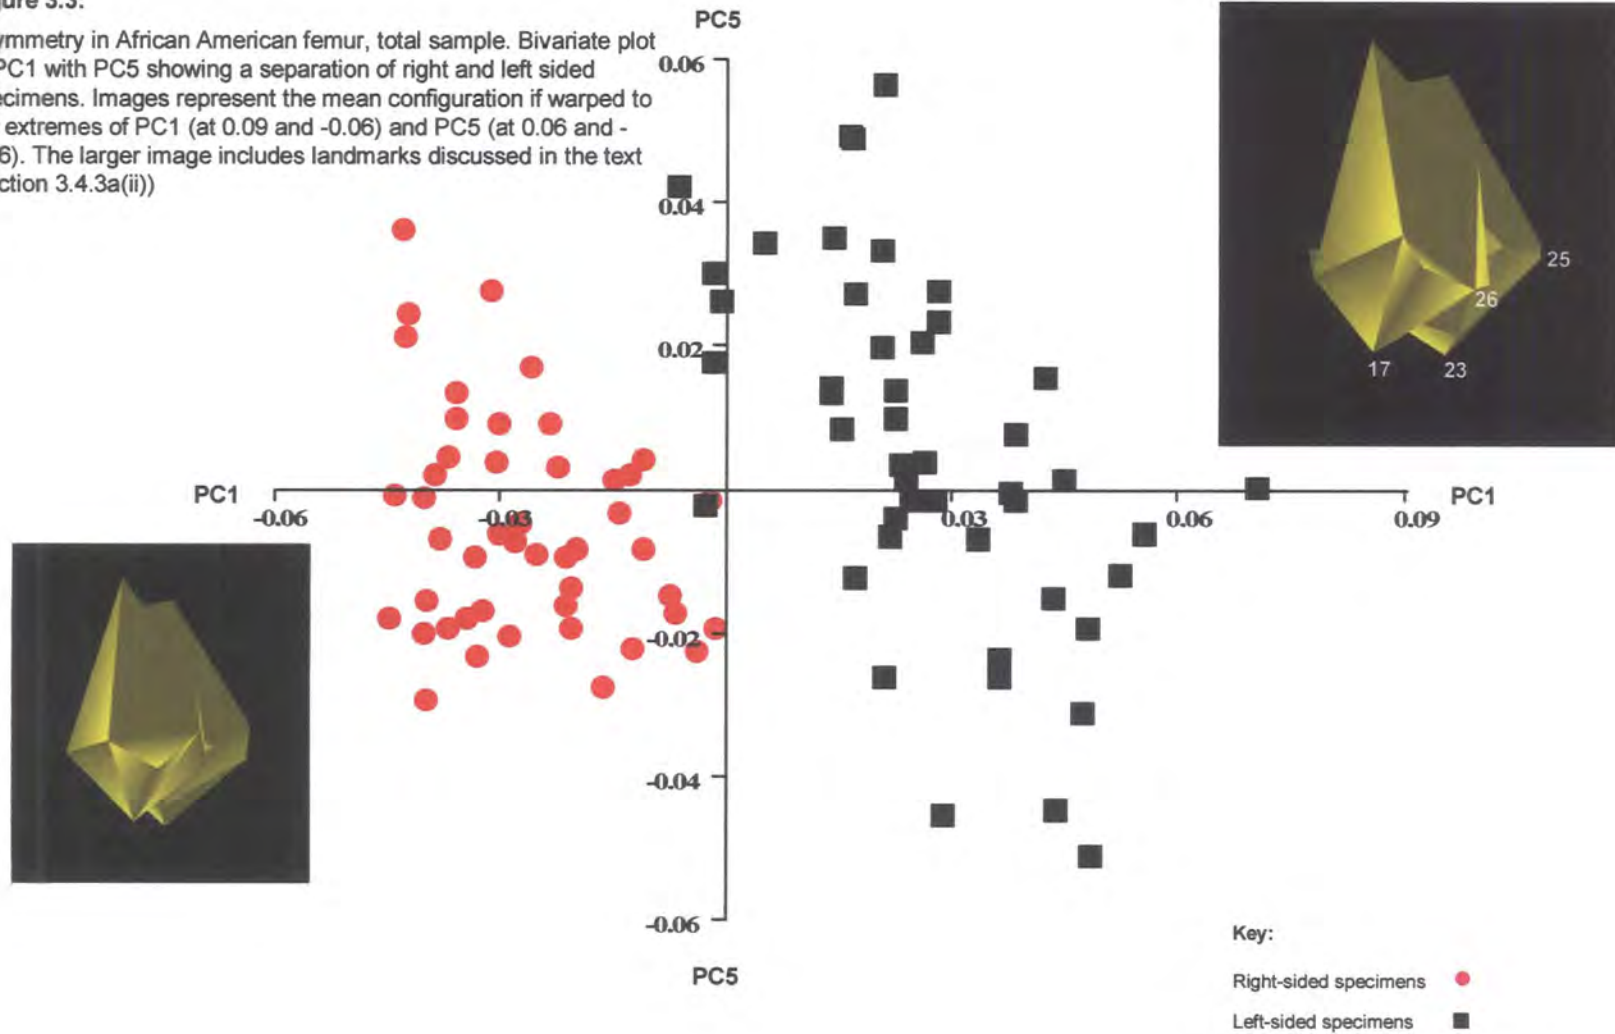 ure 3.3:
mmetry in African American femur, total sample. Bivariate plot
PC1 with PC5 showing a separation of right and left sided
ecimens. Images represent the mean configuration if warped to
extremes of PC1 (at 0.09 and -0.06) and PC5 (at 0.06 and -
6). The larger image includes landmarks discussed in the text
ction 3.4.3a(ii))
PC5
0.06
0.04
0.02
25
26
17
23
PC1
-0.06
-0.03
0.03
0.06
0.09
PC1
-0.02
-0.04
-0.06
PC5
Key:
Right-sided specimens
Left-sided specimens